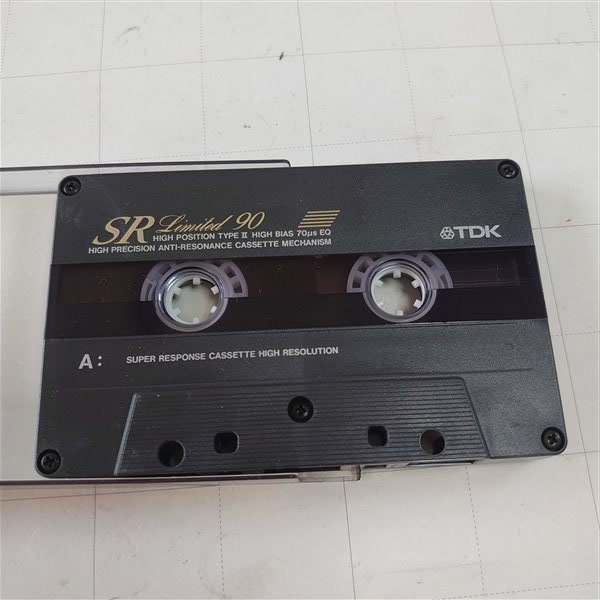 SR Limited 90
HIGH POSITION TYPE II HIGH BIAS 70μs EQ
HIGH PRECISION ANTI-RESONANCE CASSETTE MECHANISM
TDK
A: SUPER RESPONSE CASSETTE HIGH RESOLUTION